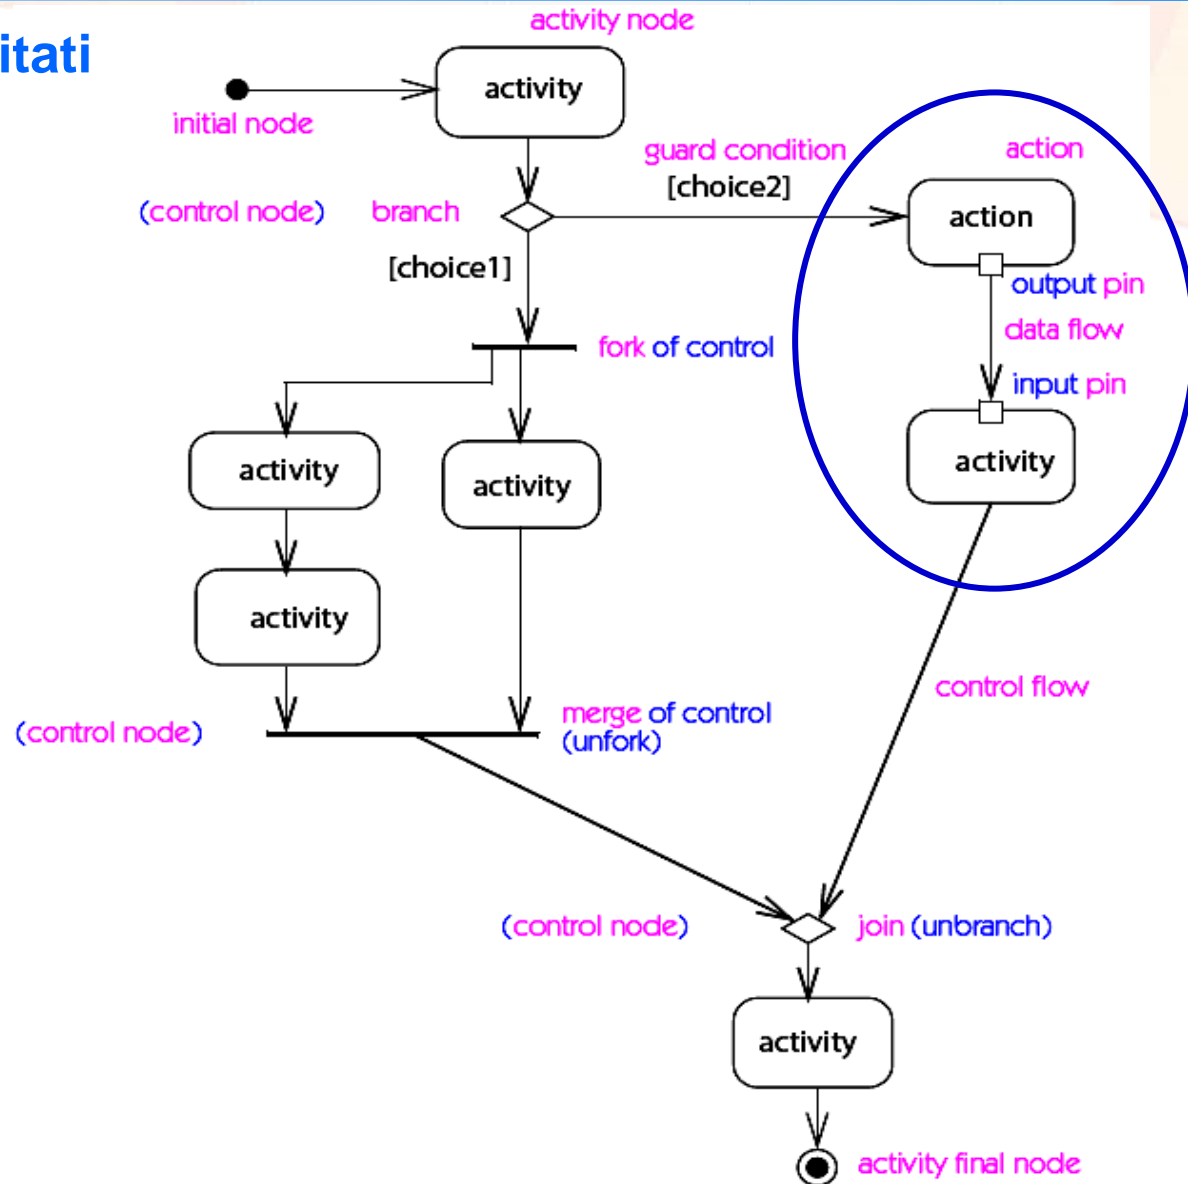 itati
activity node
activity
initial node
guard condition
[choice2]
action
action
(control node)
branch
[choice1]
output pin
data flow
input pin
fork of control
activity
activity
activity
activity
control flow
(control node)
merge of control
(unfork)
(control node)
join (unbranch)
activity
activity final node